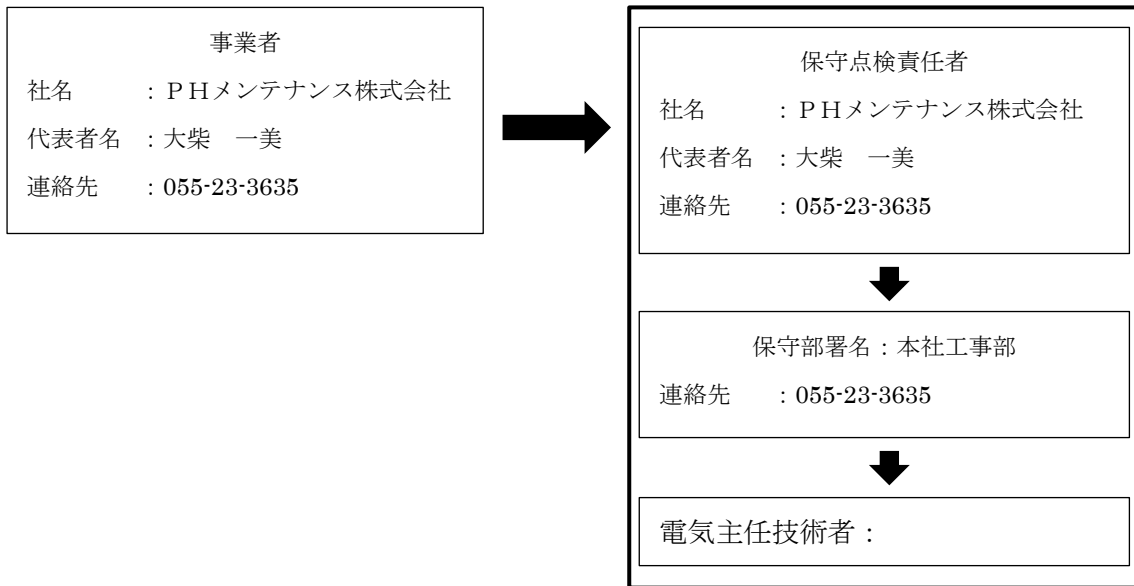 事業者
社名 : PHメンテナンス株式会社
代表者名 : 大柴 一美
連絡先 : 055-23-3635
保守点検責任者
社名 : PHメンテナンス株式会社
代表者名 : 大柴 一美
連絡先 : 055-23-3635
保守部署名 : 本社工事部
連絡先 : 055-23-3635
電気主任技術者 :